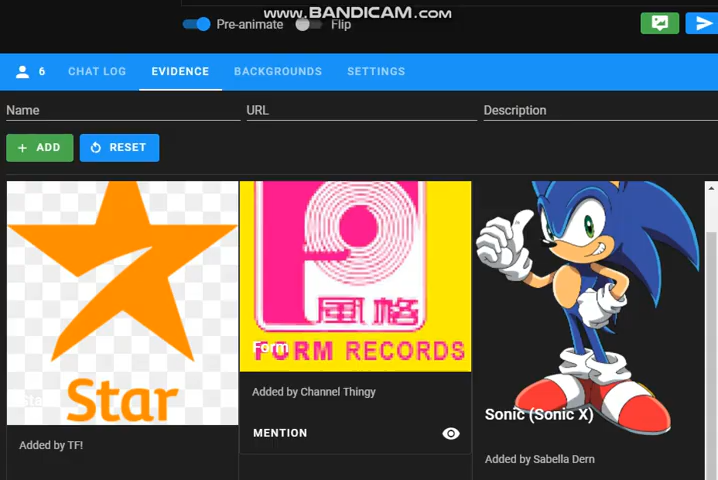 www.BANDICAM.com
Pre-animate Flip
6 CHAT LOG EVIDENCE BACKGROUNDS SETTINGS
Name URL Description
+ ADD RESET
Star
Star
Added by TF!
風格
FORM RECORDS
Form
Added by Channel Thingy
MENTION
Sonic (Sonic X)
Added by Sabella Dern